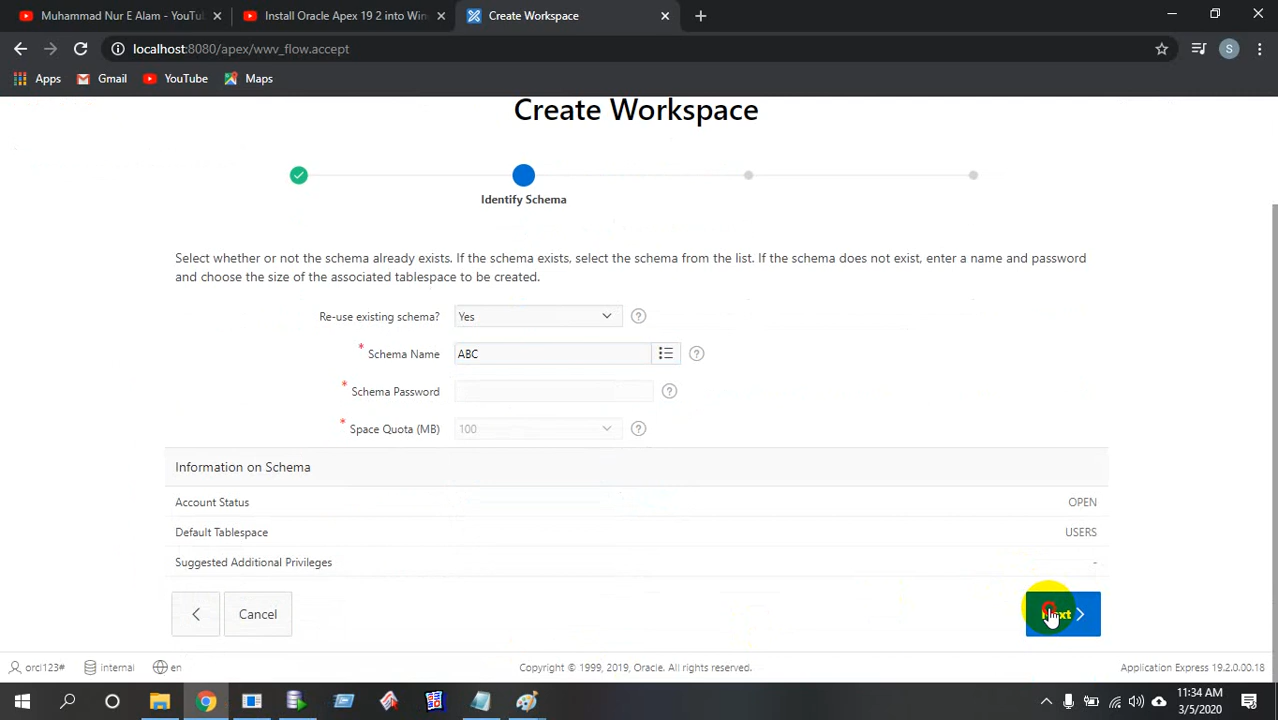 Muhammad Nur E Alam - YouTu
Install Oracle Apex 19 2 into Win
Create Workspace
localhost:8080/apex/wwv_flow.accept
S
Apps
Gmail
YouTube
Maps
Create Workspace
Identify Schema
Select whether or not the schema already exists. If the schema exists, select the schema from the list. If the schema does not exist, enter a name and password
and choose the size of the associated tablespace to be created.
Re-use existing schema? Yes
* Schema Name ABC
* Schema Password
* Space Quota (MB) 100
Information on Schema
Account Status OPEN
Default Tablespace USERS
Suggested Additional Privileges -
Cancel
Next
orcl123# internal en
Copyright © 1999, 2019, Oracle. All rights reserved.
Application Express 19.2.0.00.18
11:34 AM
3/5/2020